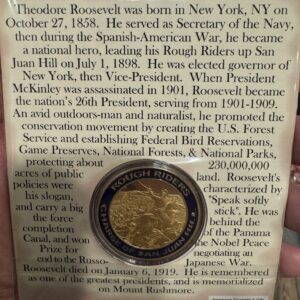 Theodore Roosevelt was born in New York, NY on
October 27, 1858. He served as Secretary of the Navy,
then during the Spanish-American War, he became
a national hero, leading his Rough Riders up San
Juan Hill on July 1, 1898. He was elected governor of
New York, then Vice-President. When President
McKinley was assassinated in 1901, Roosevelt became
the nation's 26th President, serving from 1901-1909.
An avid outdoors-man and naturalist, he promoted the
conservation movement by creating the U.S. Forest
Service and establishing Federal Bird Reservations,
Game Preserves, National Forests, & National Parks,
protecting about 230,000,000
acres of public land. Roosevelt's
policies were characterized by
his slogan, "Speak softly
and carry a big stick". He was
the force behind the
completion of the Panama
Canal, and won the Nobel Peace
Prize for negotiating an
end to the Russo- Japanese War.
Roosevelt died on January 6, 1919. He is remembered
as one of the greatest presidents, and is memorialized
on Mount Rushmore.
ROUGH RIDERS
CHARGE OF SAN JUAN HILL